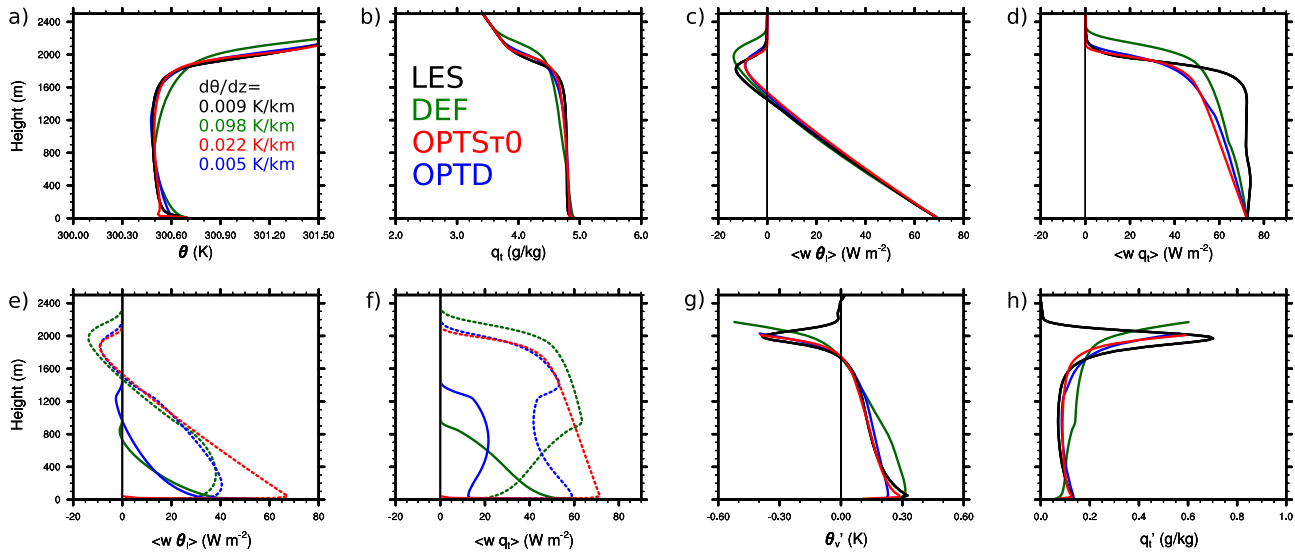 a)
b)
c)
d)
Height (m)
2400
2000
1600
1200
800
400
0
dθ/dz=
0.009 K/km
0.098 K/km
0.022 K/km
0.005 K/km
LES
DEF
OPTSτ0
OPTD
300.00 300.30 300.60 300.90 301.20 301.50
θ (K)
2.0 3.0 4.0 5.0 6.0
qt (g/kg)
-20 0 20 40 60 80
<w θl> (W m-2)
-20 0 20 40 60 80
<w qt> (W m-2)
e)
f)
g)
h)
Height (m)
2400
2000
1600
1200
800
400
0
-20 0 20 40 60 80
<w θl> (W m-2)
-20 0 20 40 60 80
<w qt> (W m-2)
-0.60 -0.30 0.00 0.30 0.60
θv' (K)
0.0 0.2 0.4 0.6 0.8 1.0
qt' (g/kg)